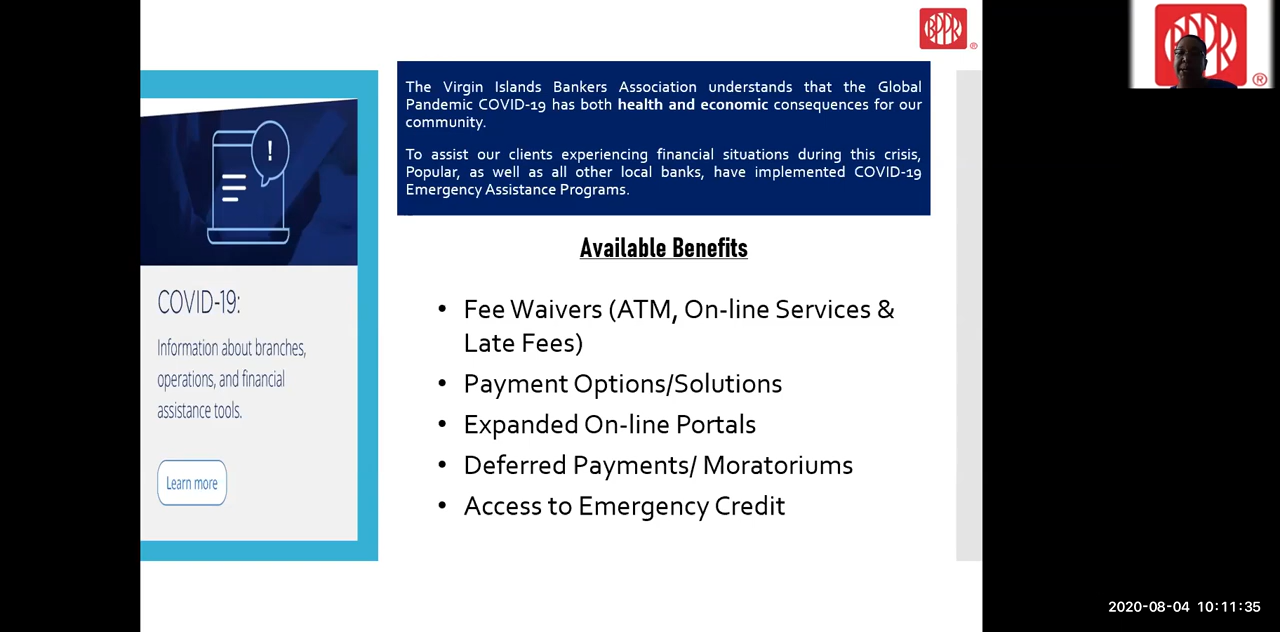 BPPR
®
BPPR
®
The Virgin Islands Bankers Association understands that the Global
Pandemic COVID-19 has both health and economic consequences for our
community.
To assist our clients experiencing financial situations during this crisis,
Popular, as well as all other local banks, have implemented COVID-19
Emergency Assistance Programs.
!
COVID-19:
Information about branches,
operations, and financial
assistance tools.
Learn more
Available Benefits
• Fee Waivers (ATM, On-line Services &
Late Fees)
• Payment Options/Solutions
• Expanded On-line Portals
• Deferred Payments/ Moratoriums
• Access to Emergency Credit
2020-08-04 10:11:35